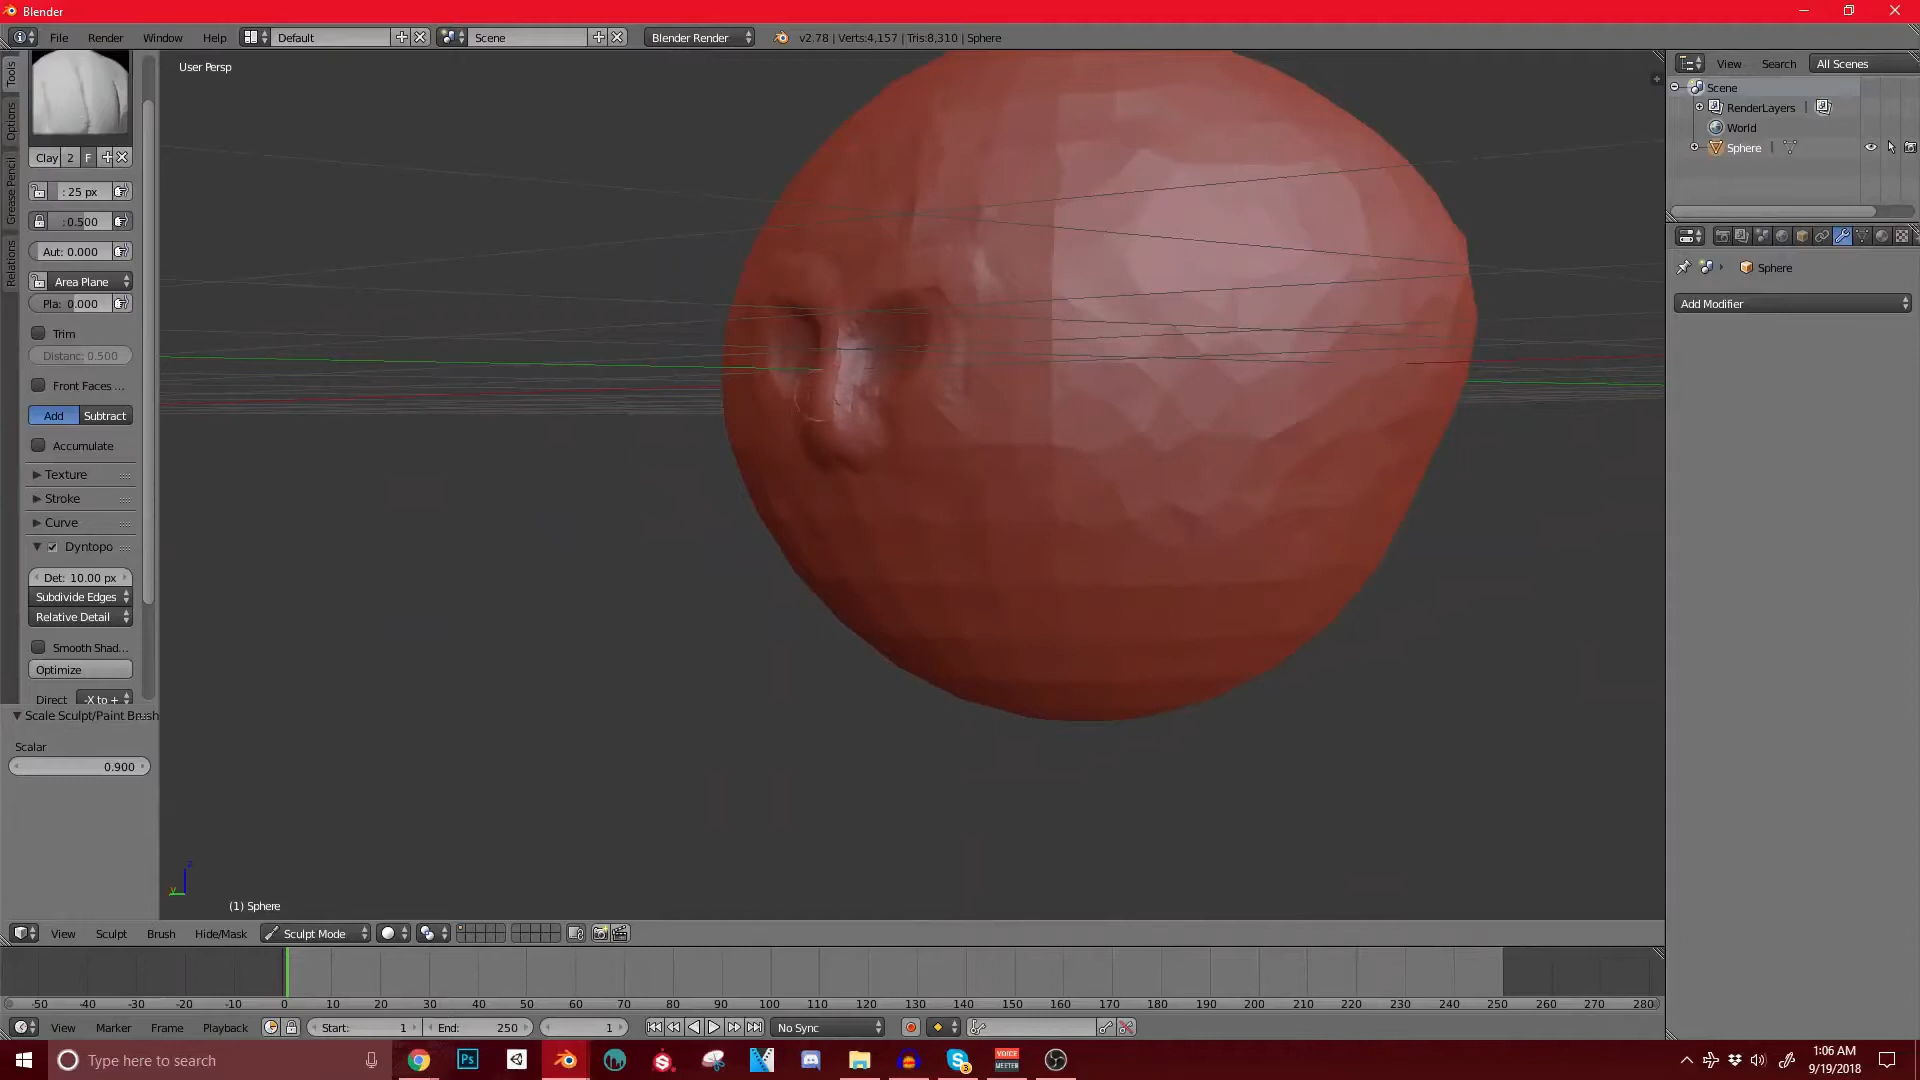 Blender
File Render Window Help Default Scene Blender Render v2.78 | Verts:4,157 | Tris:8,310 | Sphere
User Persp
View Search All Scenes
Scene
RenderLayers
World
Sphere
Tools
Options
Grease Pencil
Relations
Clay 2 F
: 25 px
:0.500
Aut: 0.000
Area Plane
Pla: 0.000
Trim
Distanc: 0.500
Front Faces ...
Add Subtract
Accumulate
Texture
Stroke
Curve
Dyntopo
Det: 10.00 px
Subdivide Edges
Relative Detail
Smooth Shad...
Optimize
Direct -X to +
Scale Sculpt/Paint Brush
Scalar
0.900
Sphere
Add Modifier
z
y
(1) Sphere
View Sculpt Brush Hide/Mask Sculpt Mode
-50 -40 -30 -20 -10 0 10 20 30 40 50 60 70 80 90 100 110 120 130 140 150 160 170 180 190 200 210 220 230 240 250 260 270 280
View Marker Frame Playback Start: 1 End: 250 1 No Sync
Type here to search
Ps
S 3
VOICE MEETER
1:06 AM
9/19/2018